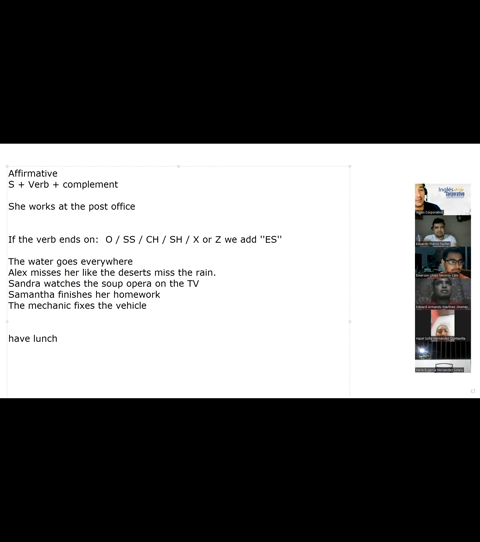 Affirmative
S + Verb + complement
She works at the post office
If the verb ends on:  O / SS / CH / SH / X or Z we add ''ES''
The water goes everywhere
Alex misses her like the deserts miss the rain.
Sandra watches the soup opera on the TV
Samantha finishes her homework
The mechanic fixes the vehicle
have lunch
Inglés
corporativo